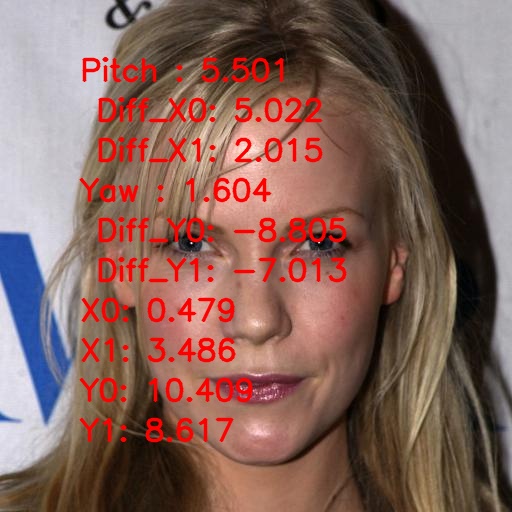 &
Pitch : 5.501
Diff_X0: 5.022
Diff_X1: 2.015
Yaw : 1.604
Diff_Y0: -8.805
Diff_Y1: -7.013
X0: 0.479
X1: 3.486
Y0: 10.409
Y1: 8.617